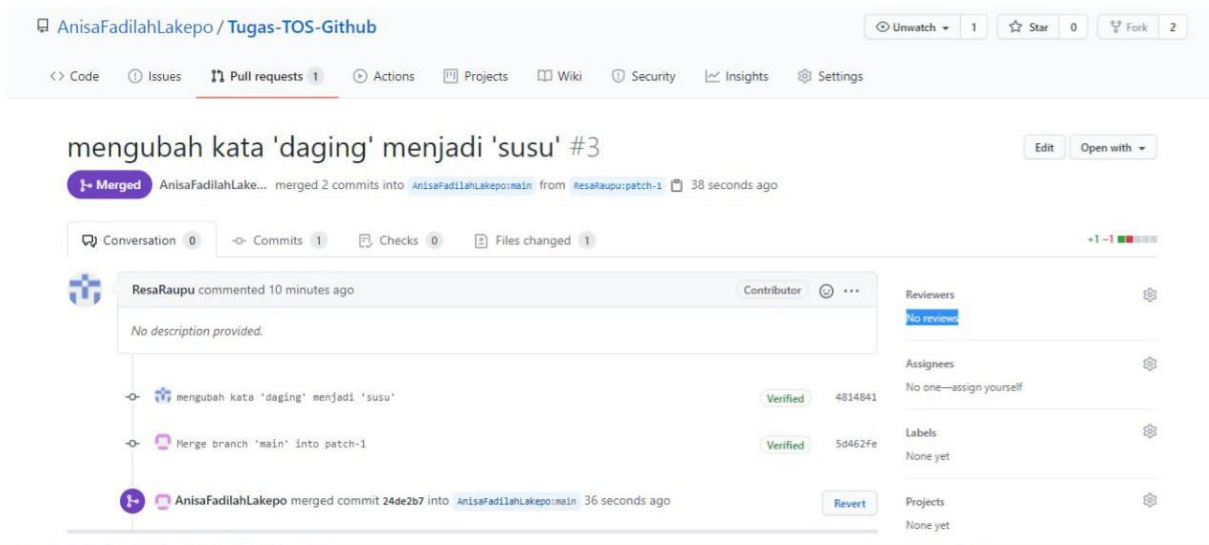 AnisaFadilahLakepo / Tugas-TOS-Github
Unwatch 1 Star 0 Fork 2
Code Issues Pull requests 1 Actions Projects Wiki Security Insights Settings
mengubah kata 'daging' menjadi 'susu' #3
Edit Open with
Merged AnisaFadilahLake... merged 2 commits into AnisaFadilahLakepo:main from ResaRaupu:patch-1 38 seconds ago
Conversation 0 Commits 1 Checks 0 Files changed 1 +1 −1
ResaRaupu commented 10 minutes ago Contributor ...
No description provided.
Reviewers
No reviews
Assignees
No one—assign yourself
mengubah kata 'daging' menjadi 'susu' Verified 4814841
Labels
None yet
Merge branch 'main' into patch-1 Verified 5d462fe
AnisaFadilahLakepo merged commit 24de2b7 into AnisaFadilahLakepo:main 36 seconds ago Revert
Projects
None yet